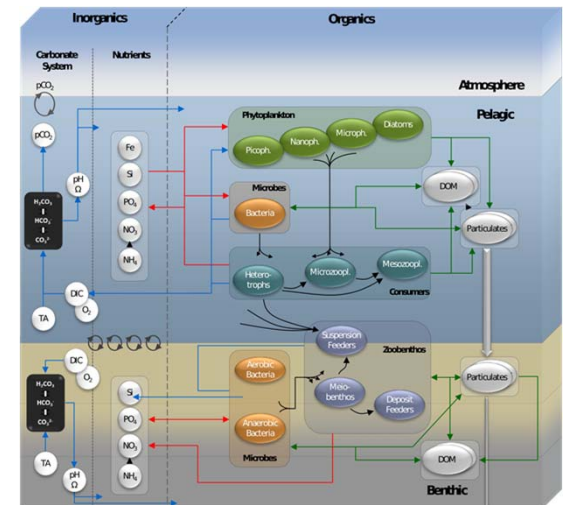 Inorganics
Organics
Carbonate
System
Nutrients
Atmosphere
pCO₂
Pelagic
Phytoplankton
Picoph.
Nanoph.
Microph.
Diatoms
pCO₂
Fe
pH
Ω
Si
DOM
Microbes
H₂CO₃
HCO₃⁻
CO₃²⁻
PO₄
Bacteria
Particulates
NO₃
NH₄
Hetero-
trophs
Microzoopl.
Mesozoopl.
Consumers
DIC
O₂
TA
Suspension
Feeders
Zoobenthos
DIC
O₂
Aerobic
Bacteria
Particulates
H₂CO₃
HCO₃⁻
CO₃²⁻
Si
Meio-
benthos
Deposit
Feeders
PO₄
Anaerobic
Bacteria
NO₃
Microbes
TA
DOM
pH
Ω
NH₄
Benthic